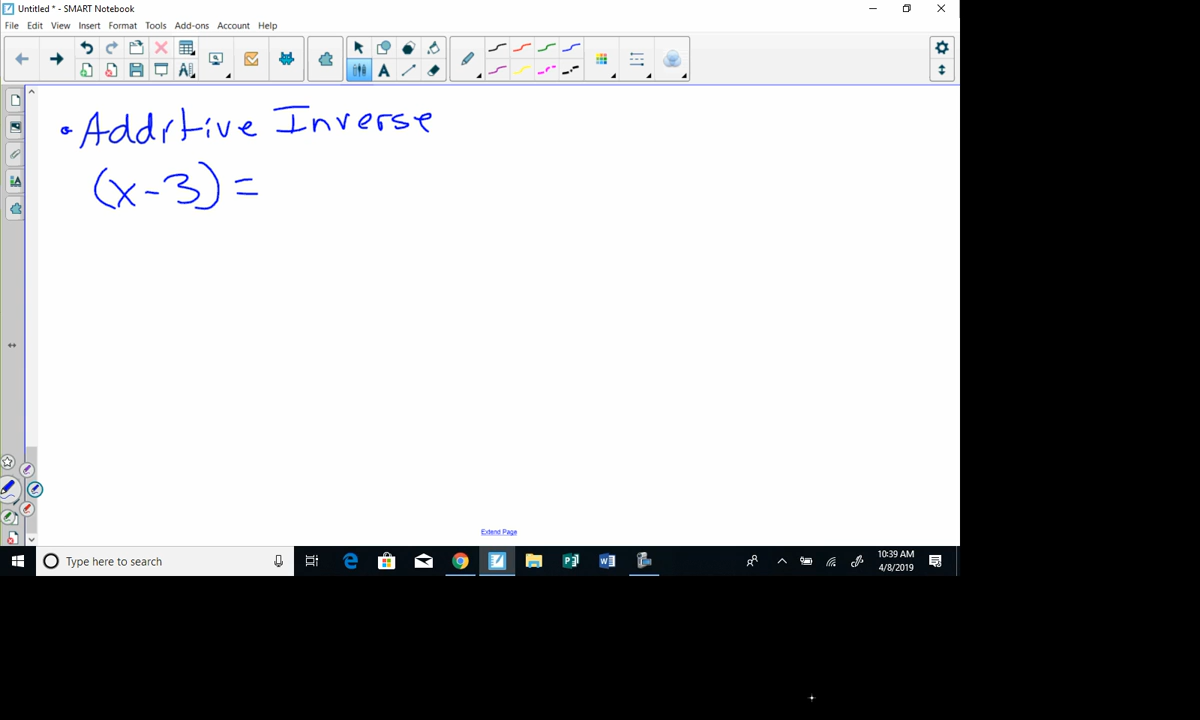 Untitled * - SMART Notebook
File Edit View Insert Format Tools Add-ons Account Help
• Additive Inverse
(x-3) =
Extend Page
Type here to search
10:39 AM
4/8/2019